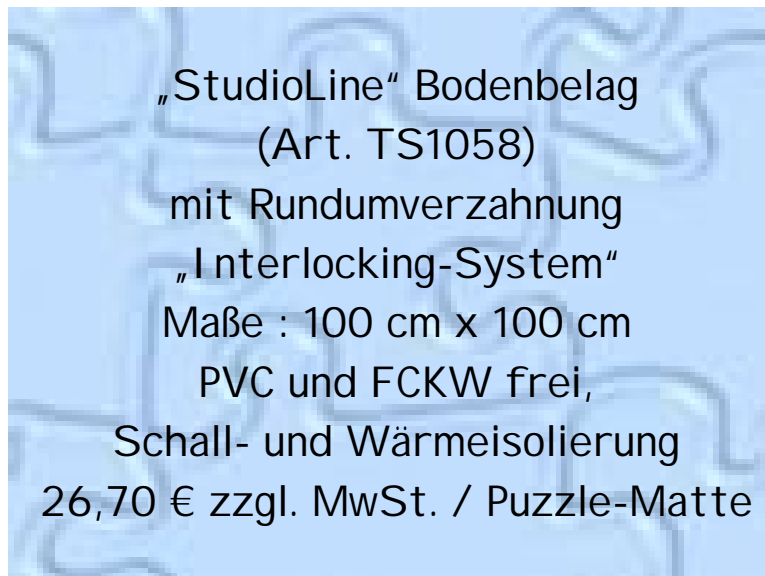 „StudioLine“ Bodenbelag
(Art. TS1058)
mit Rundumverzahnung
„Interlocking-System“
Maße : 100 cm x 100 cm
PVC und FCKW frei,
Schall- und Wärmeisolierung
26,70 € zzgl. MwSt. / Puzzle-Matte